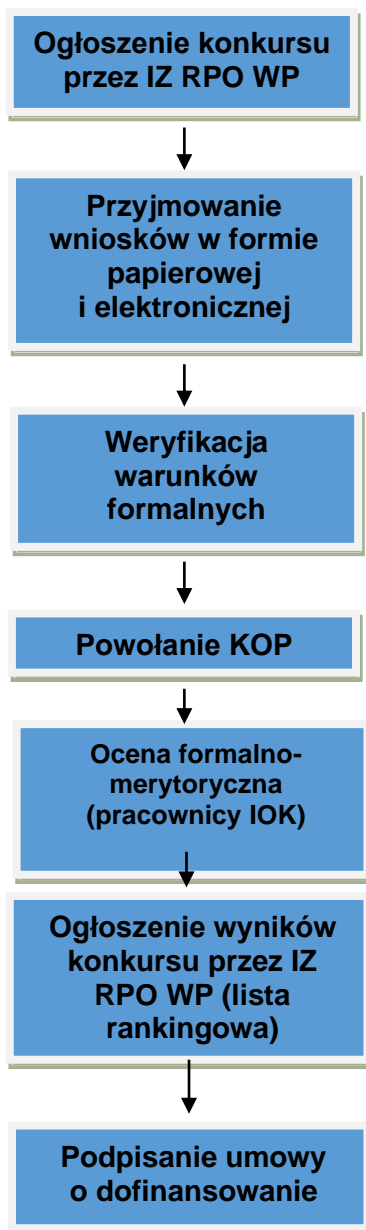 Ogłoszenie konkursu
przez IZ RPO WP
Przyjmowanie
wniosków w formie
papierowej
i elektronicznej
Weryfikacja
warunków
formalnych
Powołanie KOP
Ocena formalno-
merytoryczna
(pracownicy IOK)
Ogłoszenie wyników
konkursu przez IZ
RPO WP (lista
rankingowa)
Podpisanie umowy
o dofinansowanie